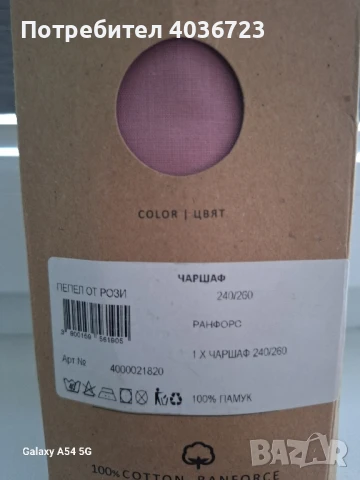 Потребител 4036723
COLOR | ЦВЯТ
ЧАРШАФ
ПЕПЕЛ ОТ РОЗИ
240/260
РАНФОРС
1 X ЧАРШАФ 240/260
Арт № 4000021820
100% ПАМУК
100% COTTON RANFORCE
Galaxy A54 5G
BAZAR